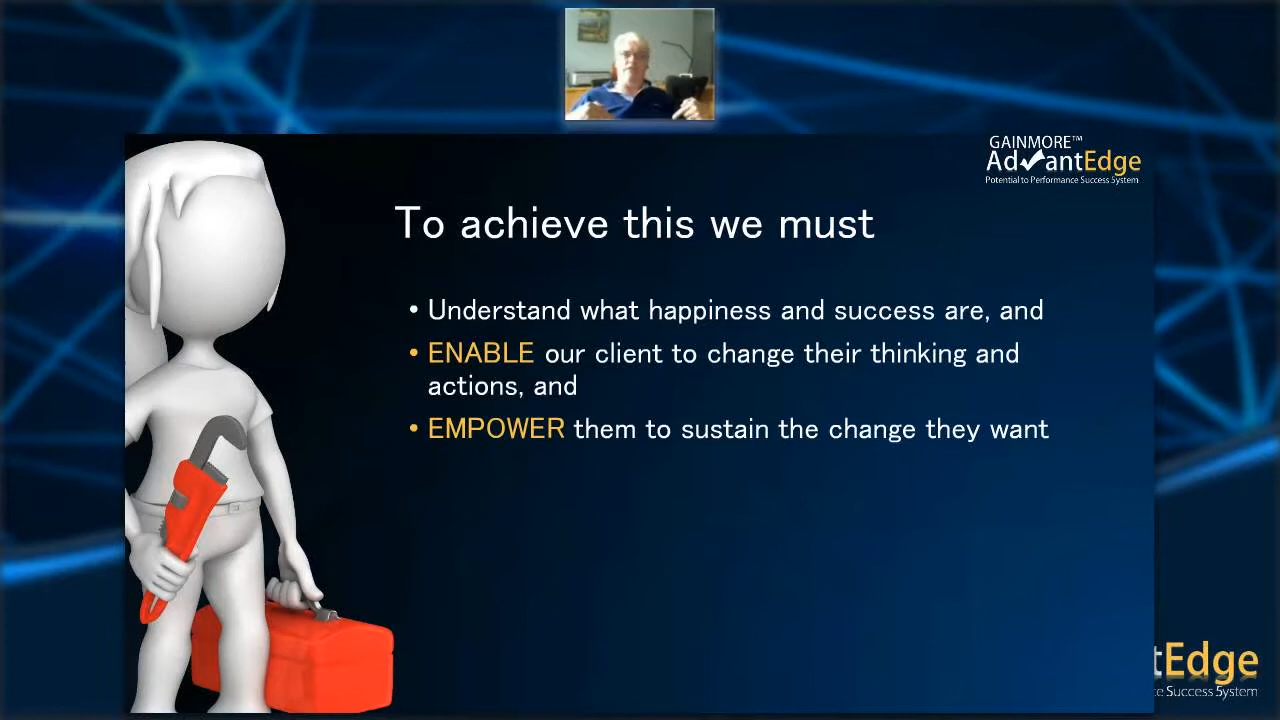 GAINMORE™
AdvantEdge
Potential to Performance Success System
To achieve this we must
• Understand what happiness and success are, and
• ENABLE our client to change their thinking and
actions, and
• EMPOWER them to sustain the change they want
tEdge
ce Success System